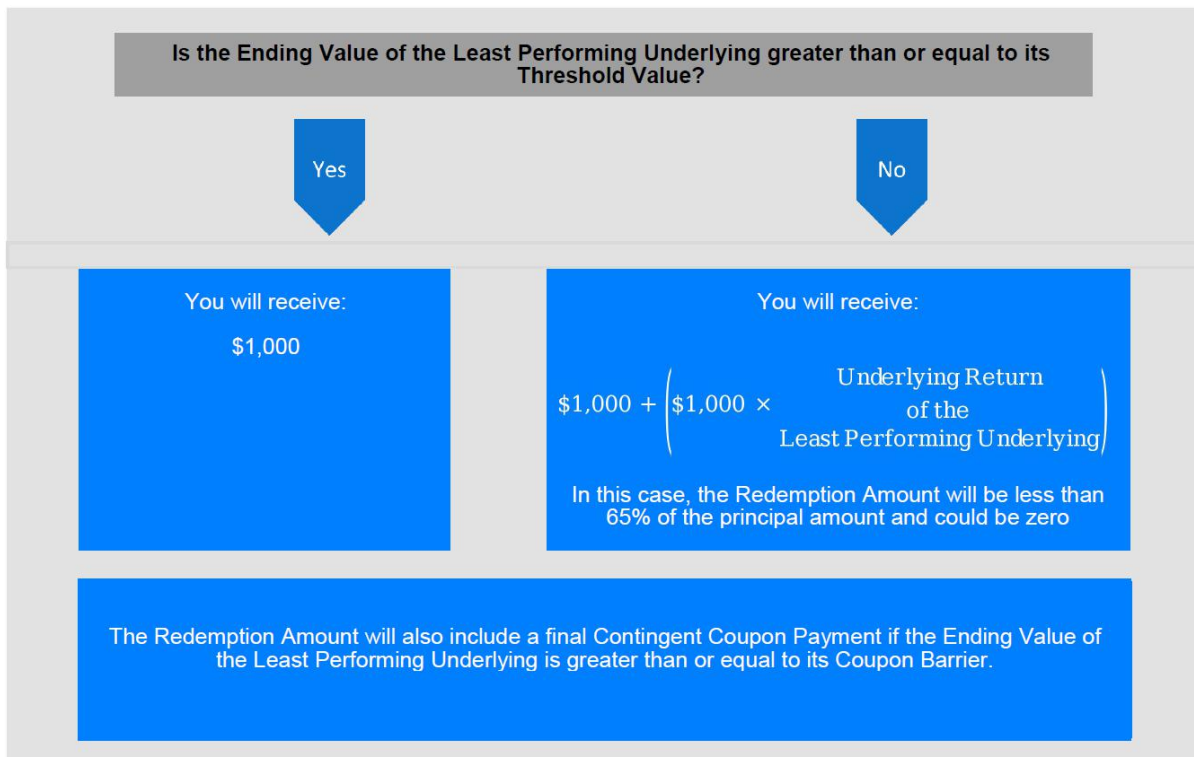 Is the Ending Value of the Least Performing Underlying greater than or equal to its
Threshold Value?
Yes
No
You will receive:
$1,000
You will receive:
$1,000 + ($1,000 × Underlying Return
of the
Least Performing Underlying)
In this case, the Redemption Amount will be less than
65% of the principal amount and could be zero
The Redemption Amount will also include a final Contingent Coupon Payment if the Ending Value of
the Least Performing Underlying is greater than or equal to its Coupon Barrier.